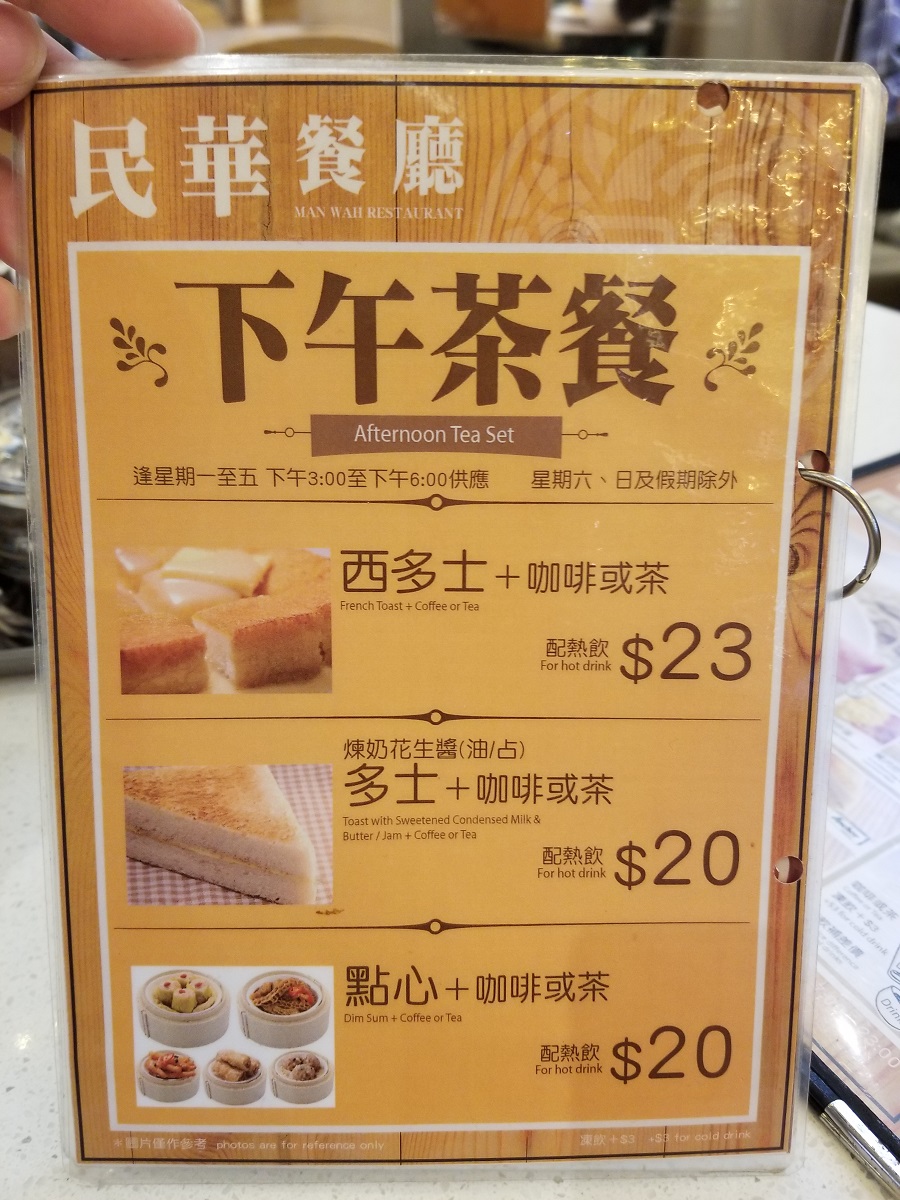 民華餐廳
MAN WAH RESTAURANT
下午茶餐
Afternoon Tea Set
逢星期一至五 下午3:00至下午6:00供應 星期六、日及假期除外
西多士+咖啡或茶
French Toast + Coffee or Tea
配熱飲
For hot drink
$23
煉奶花生醬(油/占)
多士+咖啡或茶
Toast with Sweetened Condensed Milk &
Butter / Jam + Coffee or Tea
配熱飲
For hot drink
$20
點心+咖啡或茶
Dim Sum + Coffee or Tea
配熱飲
For hot drink
$20
*圖片僅作參考 photos are for reference only
凍飲+$3 +$3 for cold drink